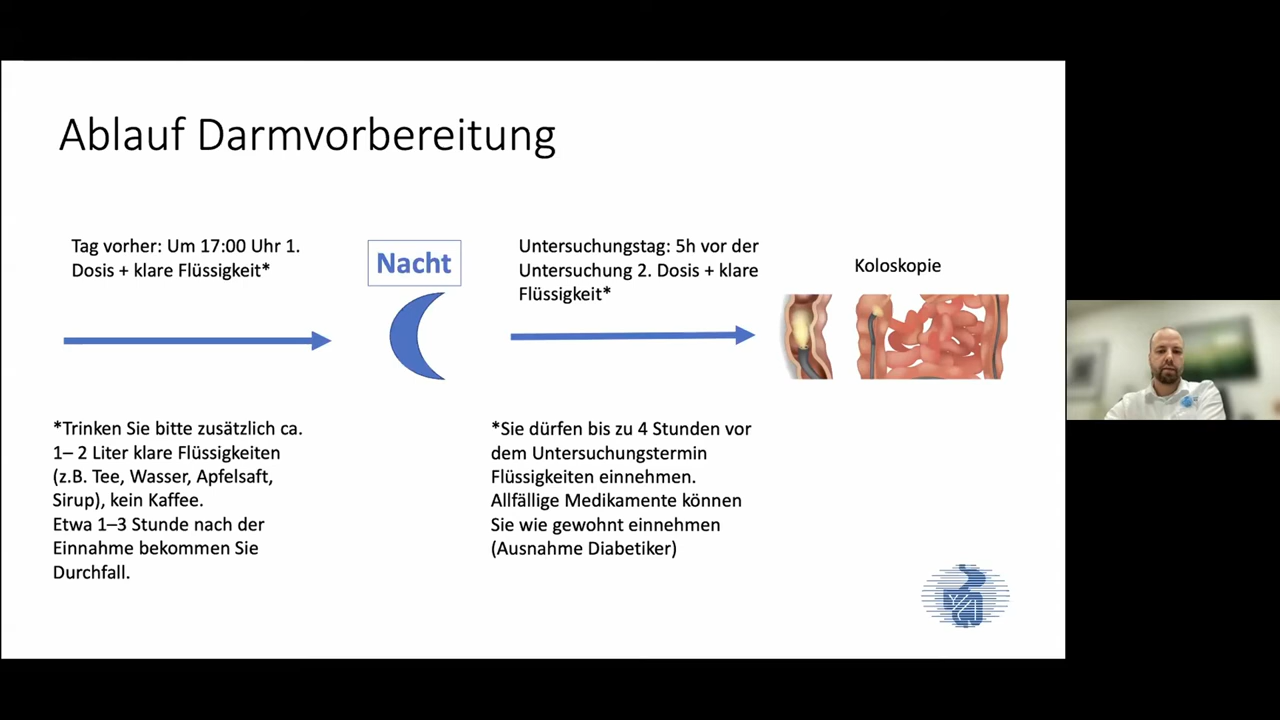 Ablauf Darmvorbereitung
Tag vorher: Um 17:00 Uhr 1.
Dosis + klare Flüssigkeit*
Nacht
Untersuchungstag: 5h vor der
Untersuchung 2. Dosis + klare
Flüssigkeit*
Koloskopie
*Trinken Sie bitte zusätzlich ca.
1– 2 Liter klare Flüssigkeiten
(z.B. Tee, Wasser, Apfelsaft,
Sirup), kein Kaffee.
Etwa 1–3 Stunde nach der
Einnahme bekommen Sie
Durchfall.
*Sie dürfen bis zu 4 Stunden vor
dem Untersuchungstermin
Flüssigkeiten einnehmen.
Allfällige Medikamente können
Sie wie gewohnt einnehmen
(Ausnahme Diabetiker)